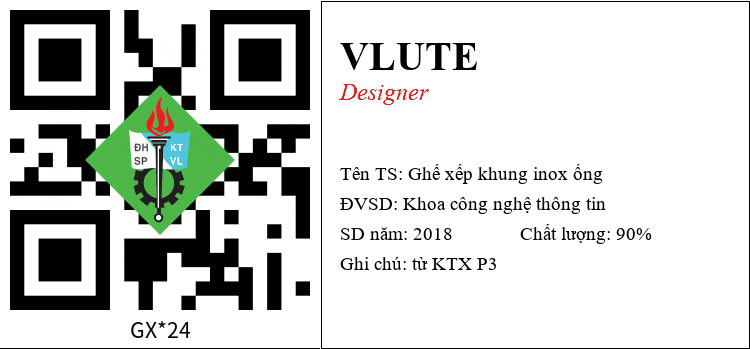 ĐH KT
SP VL
GX*24
VLUTE
Designer
Tên TS: Ghế xếp khung inox ống
ĐVSD: Khoa công nghệ thông tin
SD năm: 2018 Chất lượng: 90%
Ghi chú: từ KTX P3